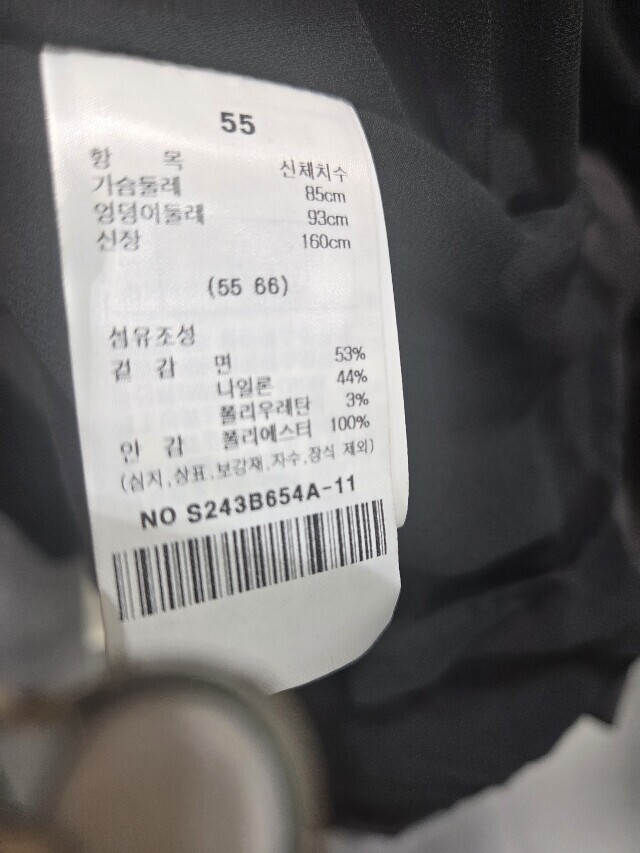 55
항 목 신체치수
가슴둘레 85cm
엉덩이둘레 93cm
신장 160cm
(55 66)
섬유조성
겉 감 면 53%
나일론 44%
폴리우레탄 3%
안 감 폴리에스터 100%
(심지,상표,보강재,자수,장식 제외)
NO S243B654A-11